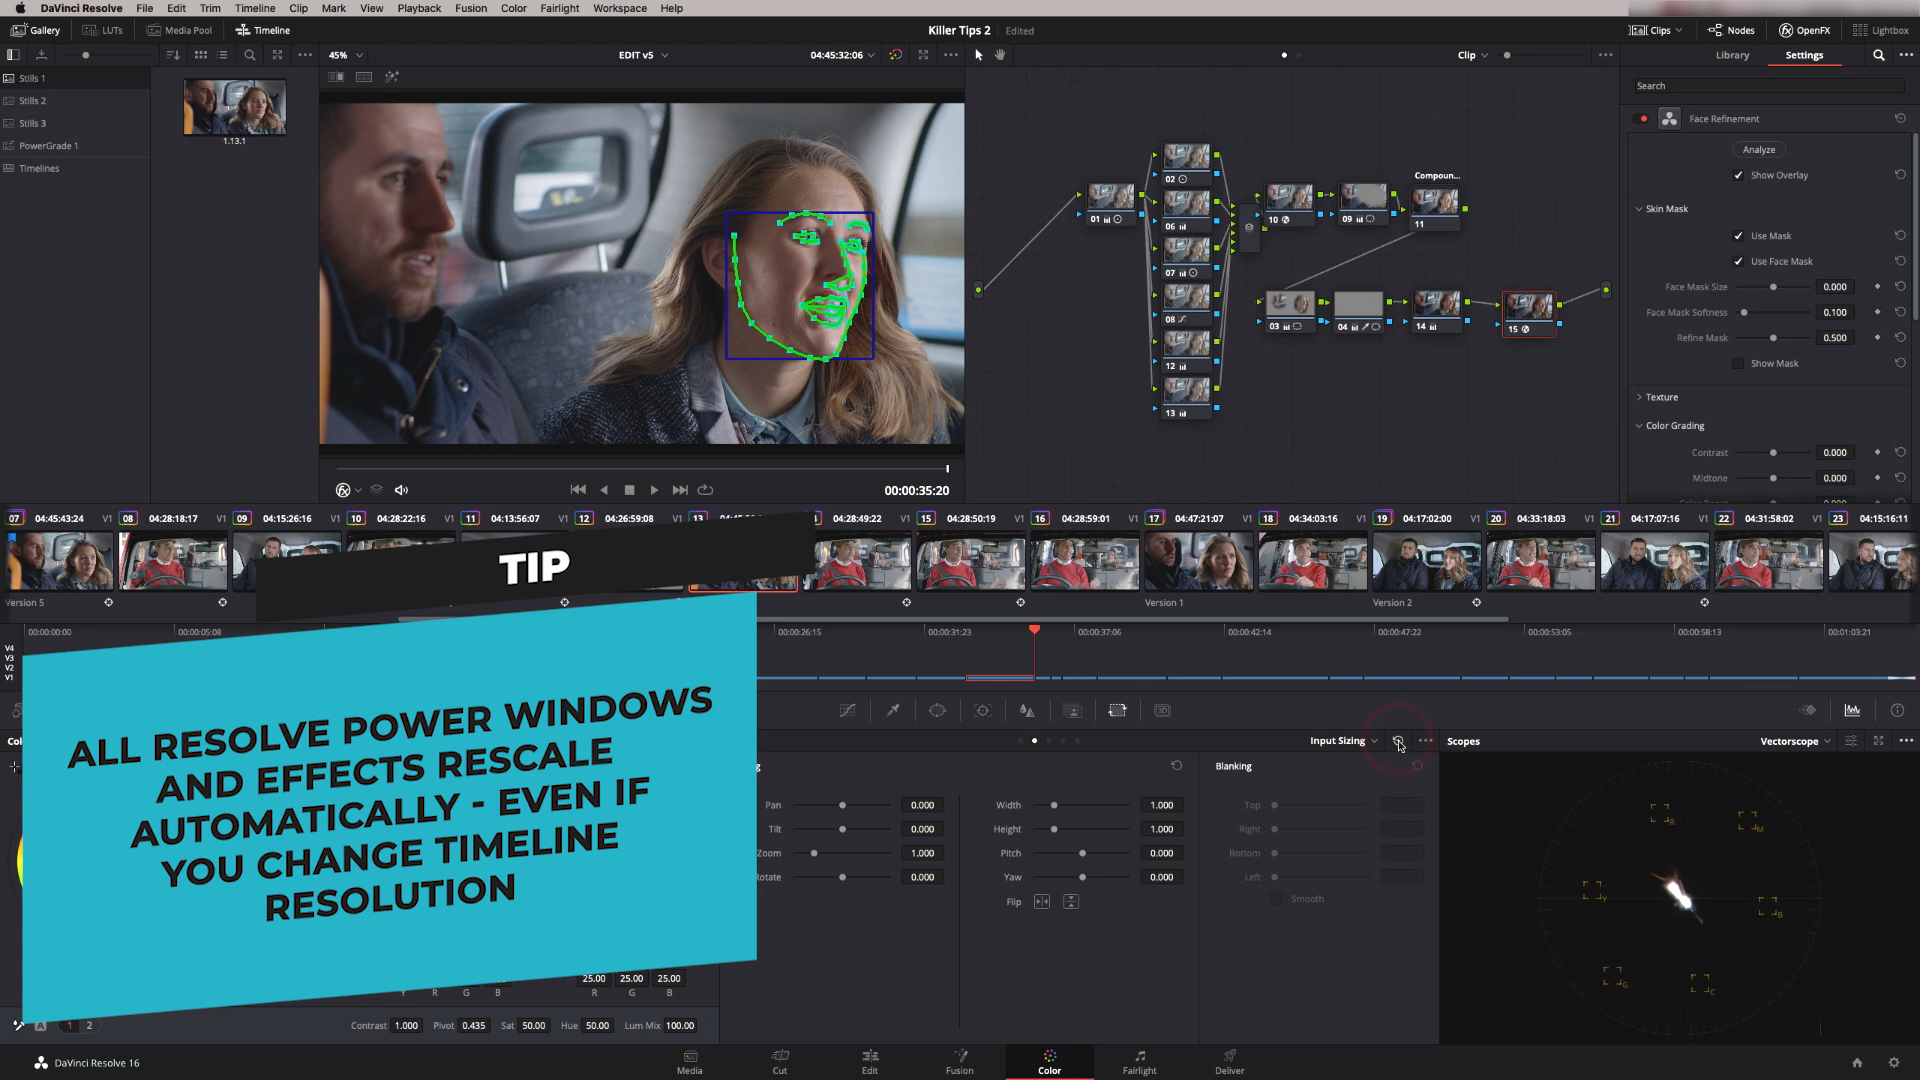 DaVinci Resolve File Edit Trim Timeline Clip Mark View Playback Fusion Color Fairlight Workspace Help
Gallery LUTs Media Pool Timeline Killer Tips 2 Edited Clips Nodes OpenFX Lightbox
45% EDIT v5 04:45:32:06 Clip Library Settings
Stills 1
Stills 2
Stills 3
PowerGrade 1
Timelines
1.13.1
Search
Face Refinement
Analyze
Show Overlay
Skin Mask
Use Mask
Use Face Mask
Face Mask Size 0.000
Face Mask Softness 0.100
Refine Mask 0.500
Show Mask
Texture
Color Grading
Contrast 0.000
Midtone 0.000
01
02
06
07
08
12
13
10
09
Compoun...
11
03
04
14
15
00:00:35:20
07 04:45:43:24 V1 08 04:28:18:17 V1 09 04:15:26:16 V1 10 04:28:22:16 V1 11 04:13:56:07 V1 12 04:26:59:08 V1 13 04:28:49:22 V1 15 04:28:50:19 V1 16 04:28:59:01 V1 17 04:47:21:07 V1 18 04:34:03:16 V1 19 04:17:02:00 V1 20 04:33:18:03 V1 21 04:17:07:16 V1 22 04:31:58:02 V1 23 04:15:16:11
Version 5 Version 1 Version 2
00:00:00:00 00:00:05:08 00:00:26:15 00:00:31:23 00:00:37:06 00:00:42:14 00:00:47:22 00:00:53:05 00:00:58:13 00:01:03:21
V4
V3
V2
V1
TIP
ALL RESOLVE POWER WINDOWS
AND EFFECTS RESCALE
AUTOMATICALLY - EVEN IF
YOU CHANGE TIMELINE
RESOLUTION
Input Sizing Scopes Vectorscope
Blanking
Pan 0.000 Width 1.000 Top
Tilt 0.000 Height 1.000 Right
Zoom 1.000 Pitch 0.000 Bottom
0.000 Yaw 0.000 Left
Flip Smooth
R
M
Y
B
G
C
25.00 25.00 25.00
Y R G B R G B
A 1 2 Contrast 1.000 Pivot 0.435 Sat 50.00 Hue 50.00 Lum Mix 100.00
DaVinci Resolve 16 Media Cut Edit Fusion Color Fairlight Deliver